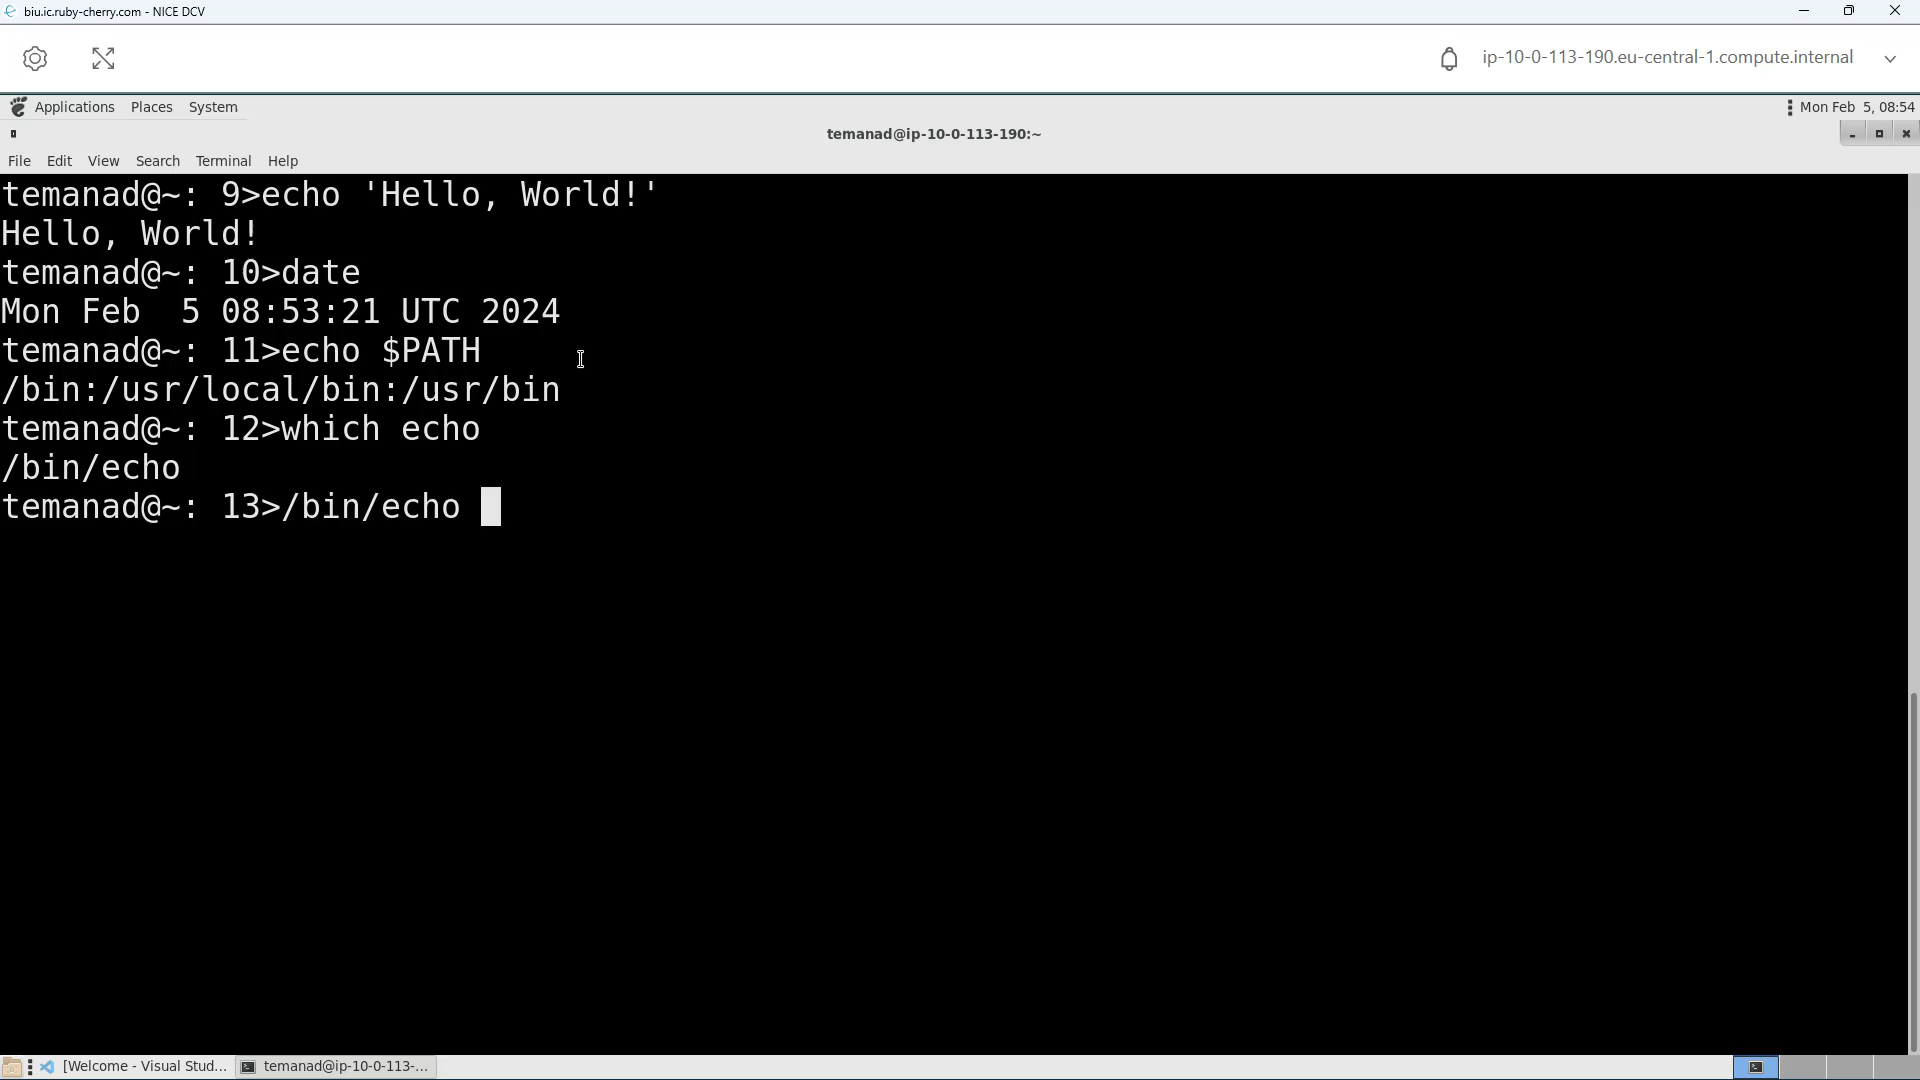 biu.ic.ruby-cherry.com - NICE DCV
ip-10-0-113-190.eu-central-1.compute.internal
Applications Places System
Mon Feb  5, 08:54
temanad@ip-10-0-113-190:~
File Edit View Search Terminal Help
temanad@~: 9>echo 'Hello, World!'
Hello, World!
temanad@~: 10>date
Mon Feb  5 08:53:21 UTC 2024
temanad@~: 11>echo $PATH
/bin:/usr/local/bin:/usr/bin
temanad@~: 12>which echo
/bin/echo
temanad@~: 13>/bin/echo
[Welcome - Visual Stud... temanad@ip-10-0-113-...